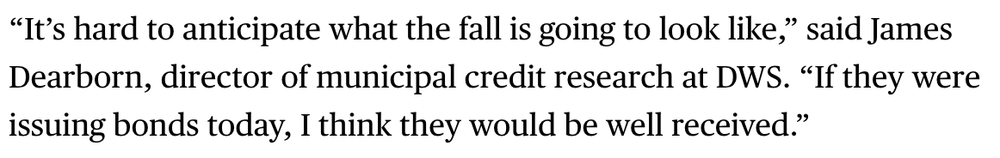 “It’s hard to anticipate what the fall is going to look like,” said James
Dearborn, director of municipal credit research at DWS. “If they were
issuing bonds today, I think they would be well received.”